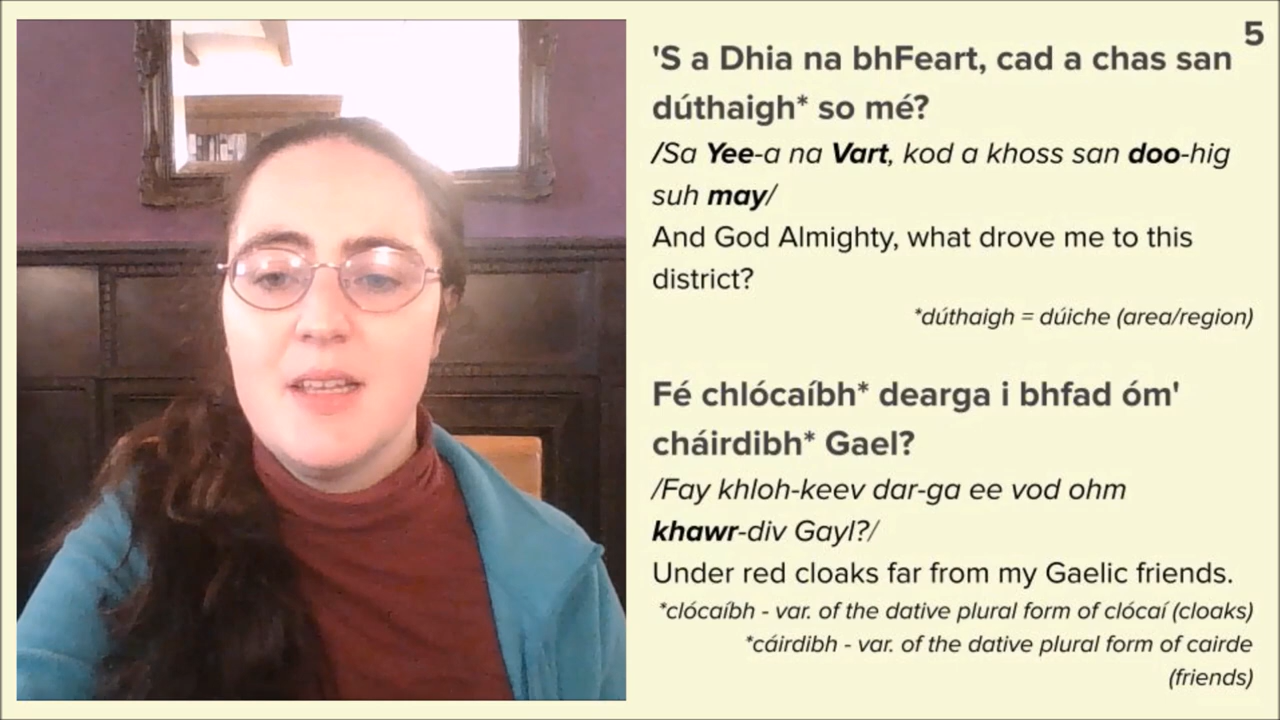 5
'S a Dhia na bhFeart, cad a chas san
dúthaigh* so mé?
/Sa Yee-a na Vart, kod a khoss san doo-hig
suh may/
And God Almighty, what drove me to this
district?
*dúthaigh = dúiche (area/region)
Fé chlócaíbh* dearga i bhfad óm'
cháirdibh* Gael?
/Fay khloh-keev dar-ga ee vod ohm
khawr-div Gayl?/
Under red cloaks far from my Gaelic friends.
*clócaíbh - var. of the dative plural form of clócaí (cloaks)
*cáirdibh - var. of the dative plural form of cairde
(friends)